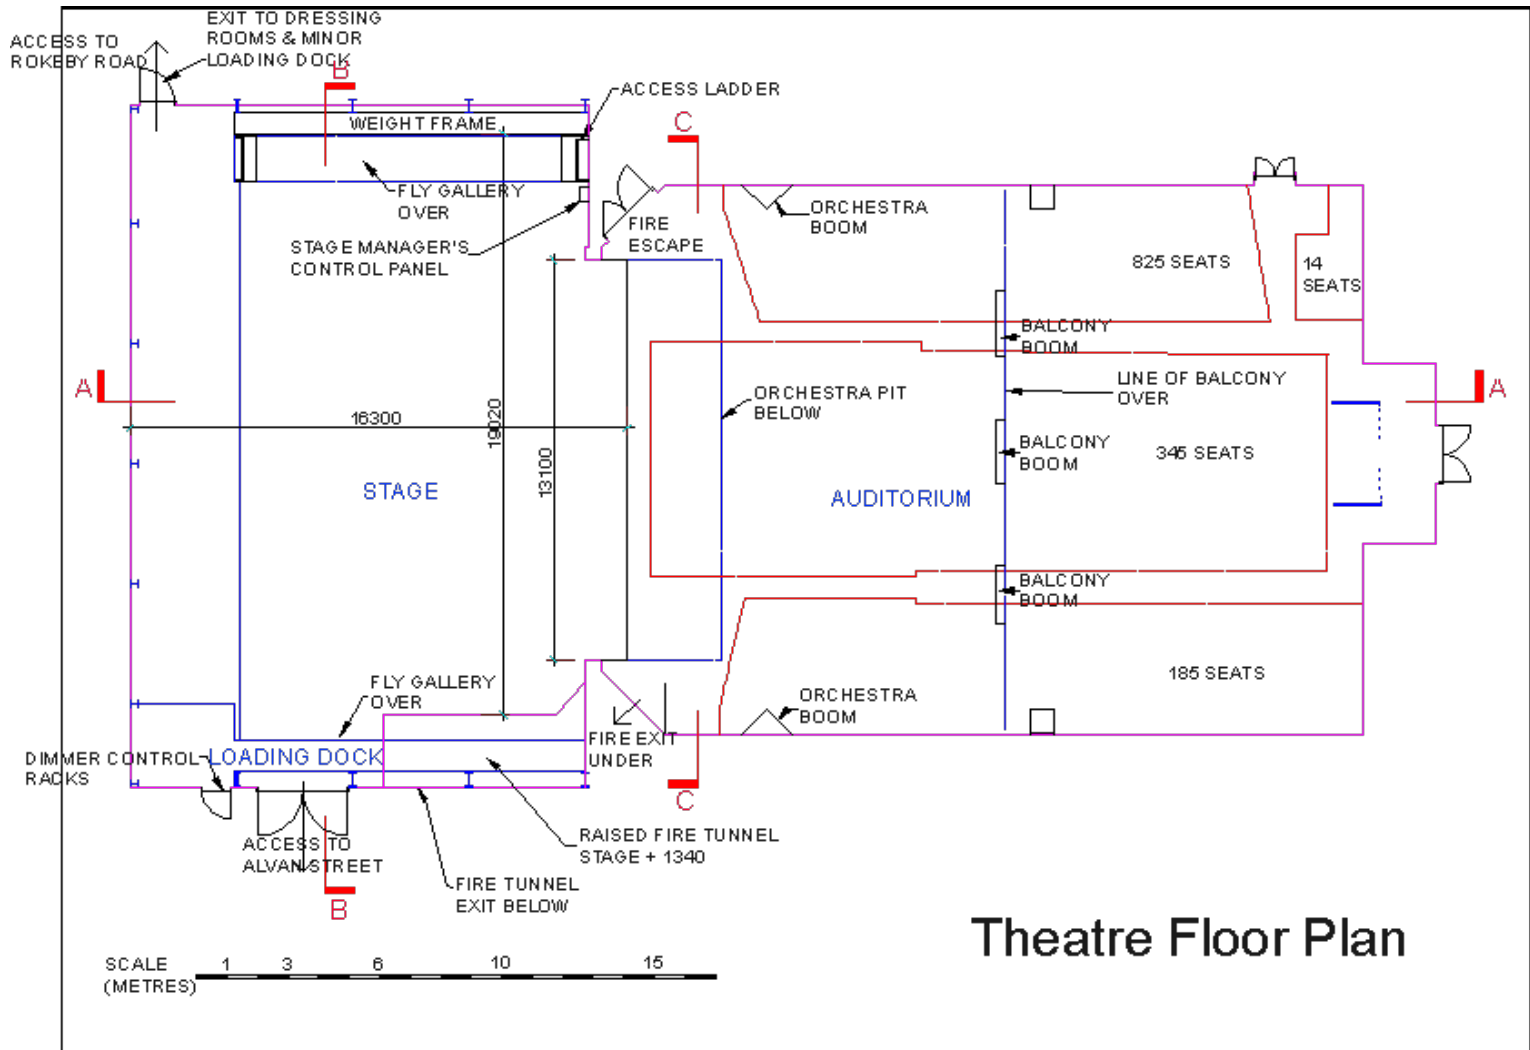 EXIT TO DRESSING
ROOMS & MINOR
LOADING DOCK
ACCESS TO
ROKEBY ROAD
B
ACCESS LADDER
WEIGHT FRAME
C
FLY GALLERY
OVER
ORCHESTRA
BOOM
FIRE
ESCAPE
STAGE MANAGER'S
CONTROL PANEL
825 SEATS
14
SEATS
BALCONY
BOOM
A
LINE OF BALCONY
OVER
A
ORCHESTRA PIT
BELOW
16300
19020
13100
BALCONY
BOOM
345 SEATS
STAGE
AUDITORIUM
BALCONY
BOOM
185 SEATS
FLY GALLERY
OVER
ORCHESTRA
BOOM
FIRE EXIT
UNDER
DIMMER CONTROL
RACKS
LOADING DOCK
C
ACCESS TO
ALVAN STREET
RAISED FIRE TUNNEL
STAGE + 1340
FIRE TUNNEL
EXIT BELOW
B
Theatre Floor Plan
SCALE
(METRES)
1 3 6 10 15